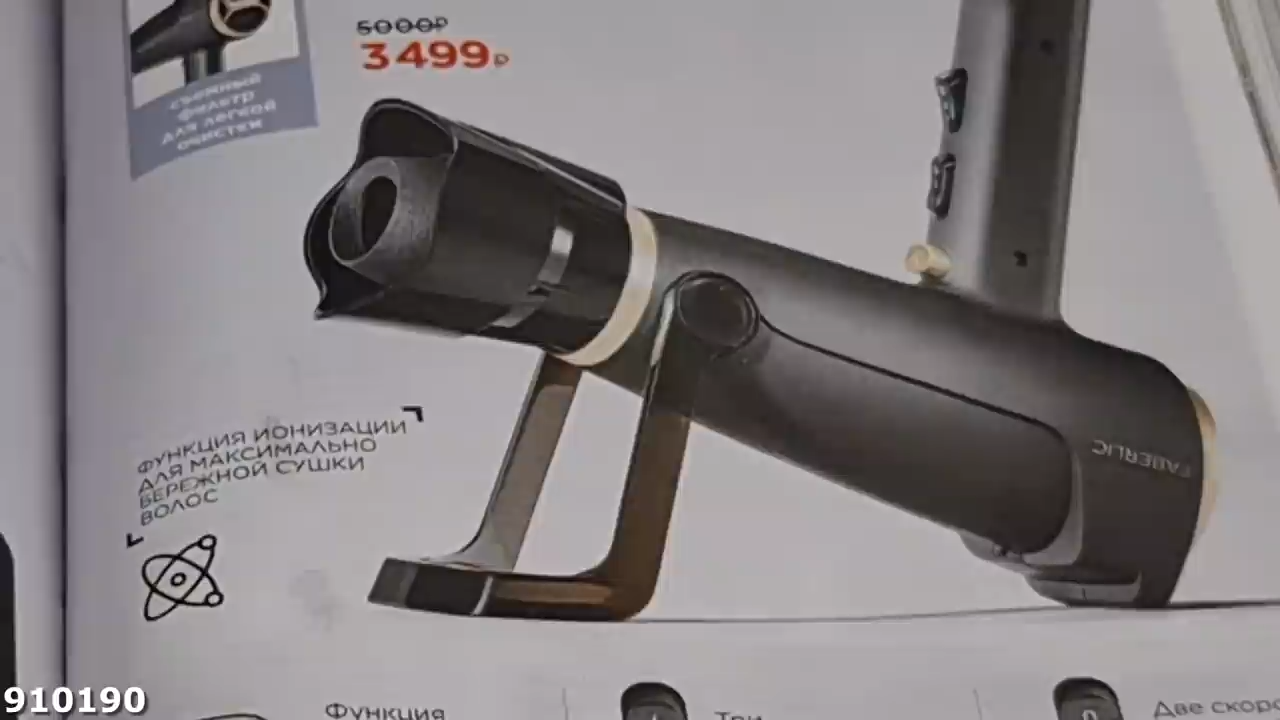 5000₽
3499₽
съемный
фильтр
для легкой
очистки
FABERLIC
ФУНКЦИЯ ИОНИЗАЦИИ
ДЛЯ МАКСИМАЛЬНО
БЕРЕЖНОЙ СУШКИ
ВОЛОС
910190
Функция
Три
Две скоро